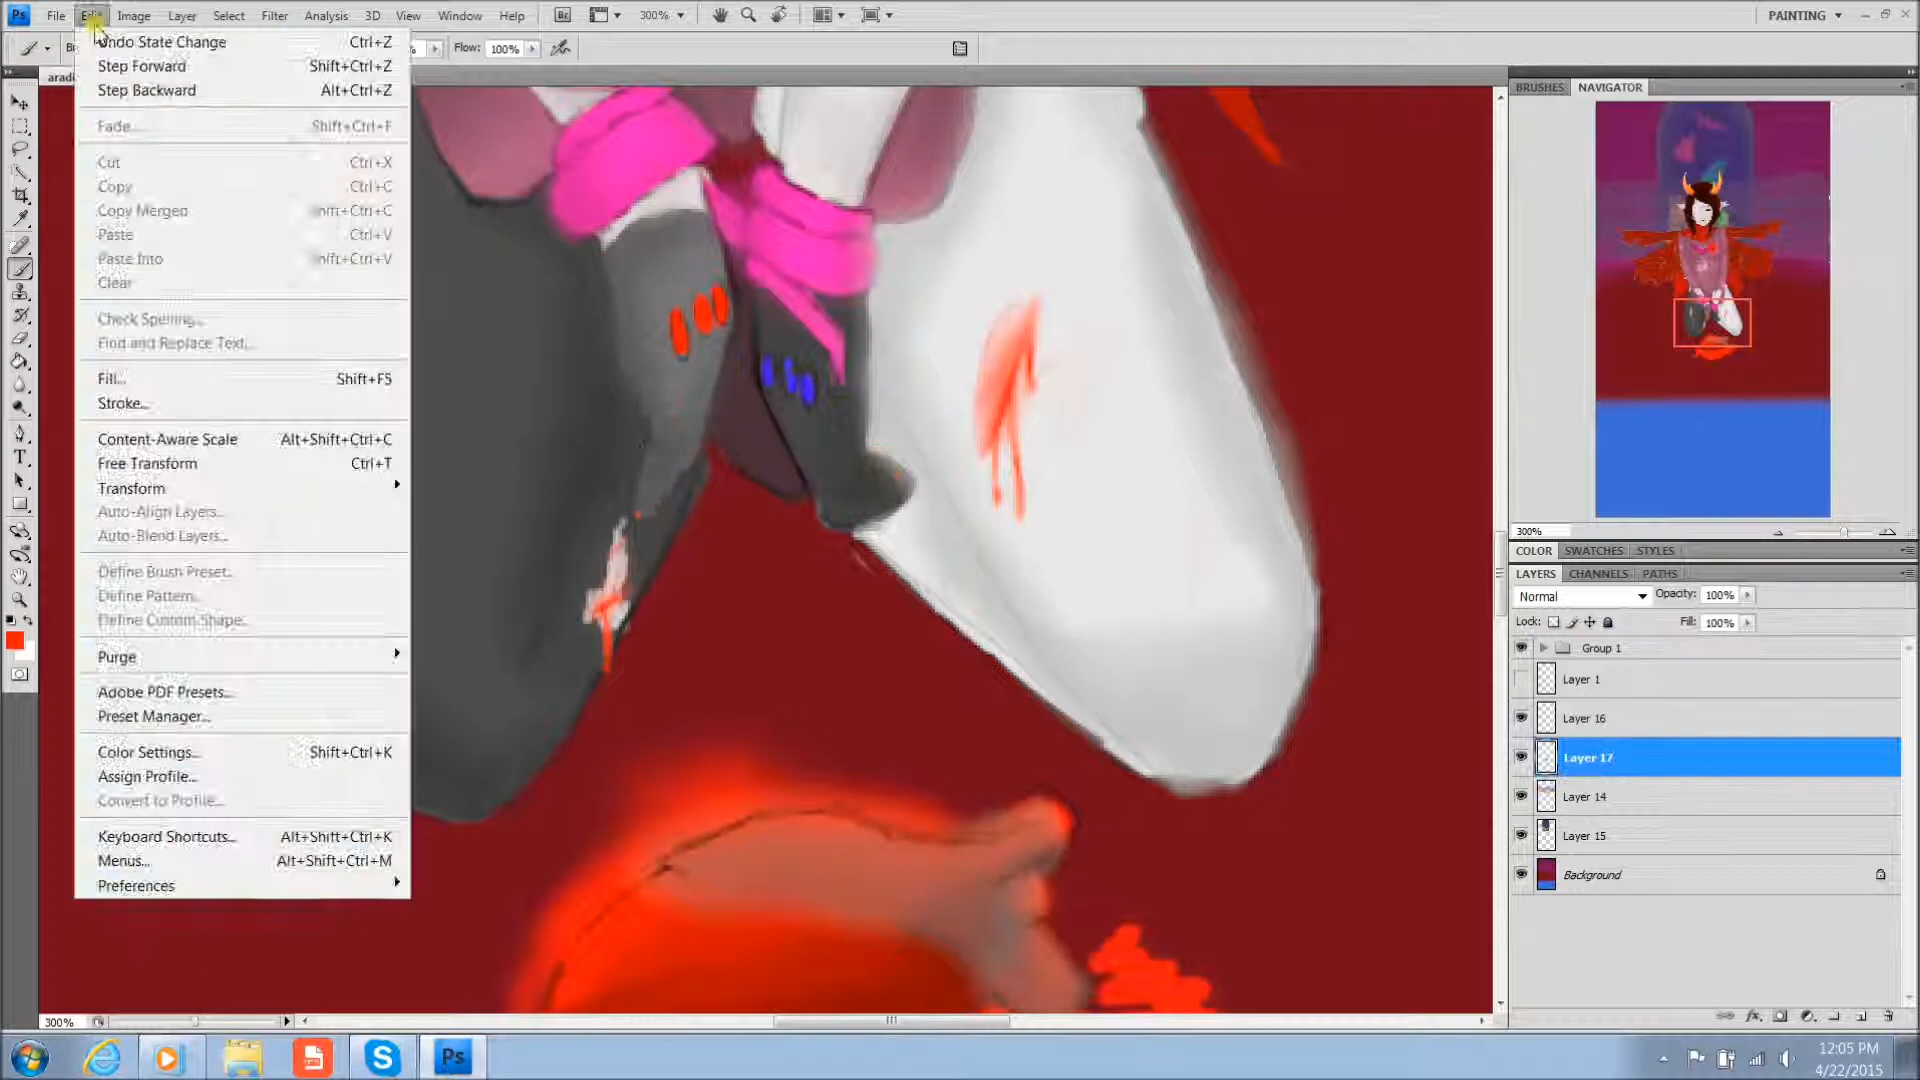 Ps File Edit Image Layer Select Filter Analysis 3D View Window Help Br 300% PAINTING
% Flow: 100%
Undo State Change Ctrl+Z
Step Forward Shift+Ctrl+Z
Step Backward Alt+Ctrl+Z
Fade... Shift+Ctrl+F
Cut Ctrl+X
Copy Ctrl+C
Copy Merged Shift+Ctrl+C
Paste Ctrl+V
Paste Into Shift+Ctrl+V
Clear
Check Spelling...
Find and Replace Text...
Fill... Shift+F5
Stroke...
Content-Aware Scale Alt+Shift+Ctrl+C
Free Transform Ctrl+T
Transform
Auto-Align Layers...
Auto-Blend Layers...
Define Brush Preset...
Define Pattern...
Define Custom Shape...
Purge
Adobe PDF Presets...
Preset Manager...
Color Settings... Shift+Ctrl+K
Assign Profile...
Convert to Profile...
Keyboard Shortcuts... Alt+Shift+Ctrl+K
Menus... Alt+Shift+Ctrl+M
Preferences
BRUSHES NAVIGATOR
300%
COLOR SWATCHES STYLES
LAYERS CHANNELS PATHS
Normal Opacity: 100%
Lock: Fill: 100%
Group 1
Layer 1
Layer 16
Layer 17
Layer 14
Layer 15
Background
300%
Ps
12:05 PM
4/22/2015